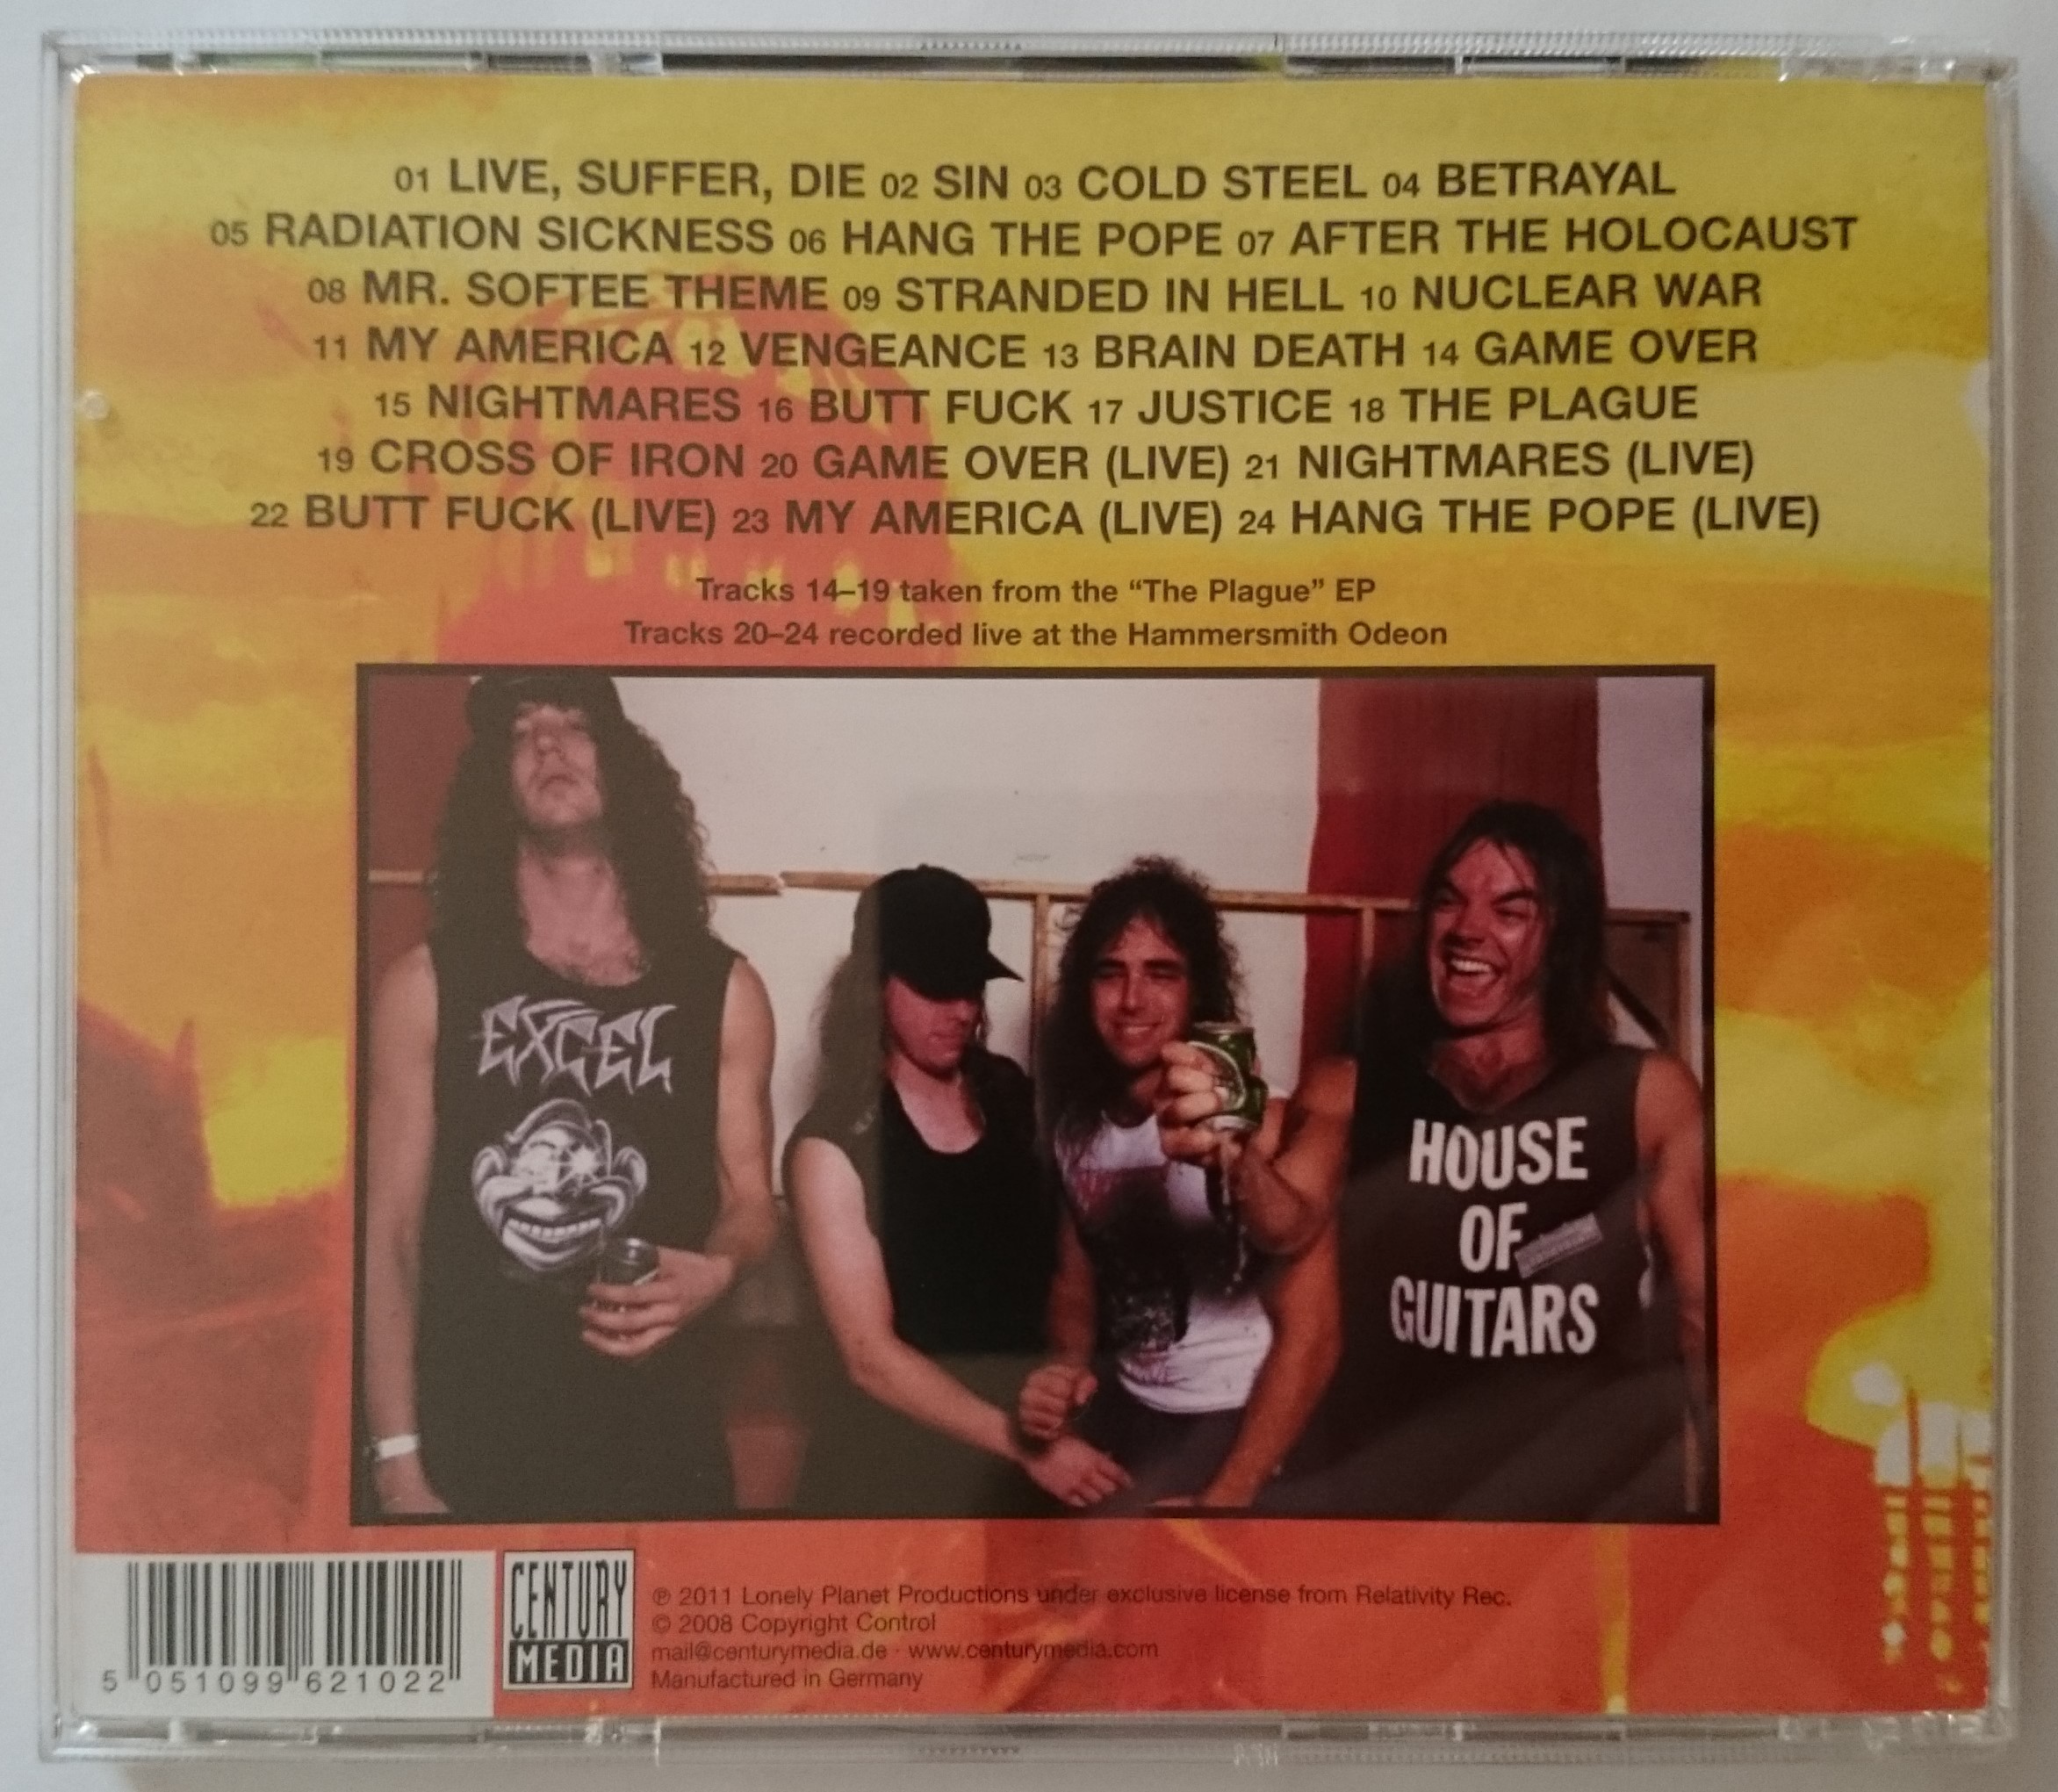 01 LIVE, SUFFER, DIE 02 SIN 03 COLD STEEL 04 BETRAYAL
05 RADIATION SICKNESS 06 HANG THE POPE 07 AFTER THE HOLOCAUST
08 MR. SOFTEE THEME 09 STRANDED IN HELL 10 NUCLEAR WAR
11 MY AMERICA 12 VENGEANCE 13 BRAIN DEATH 14 GAME OVER
15 NIGHTMARES 16 BUTT FUCK 17 JUSTICE 18 THE PLAGUE
19 CROSS OF IRON 20 GAME OVER (LIVE) 21 NIGHTMARES (LIVE)
22 BUTT FUCK (LIVE) 23 MY AMERICA (LIVE) 24 HANG THE POPE (LIVE)
Tracks 14–19 taken from the “The Plague” EP
Tracks 20–24 recorded live at the Hammersmith Odeon
EXCEL
HOUSE
OF
GUITARS
5 051099 621022
CENTURY
MEDIA
℗ 2011 Lonely Planet Productions under exclusive license from Relativity Rec.
© 2008 Copyright Control
mail@centurymedia.de · www.centurymedia.com
Manufactured in Germany